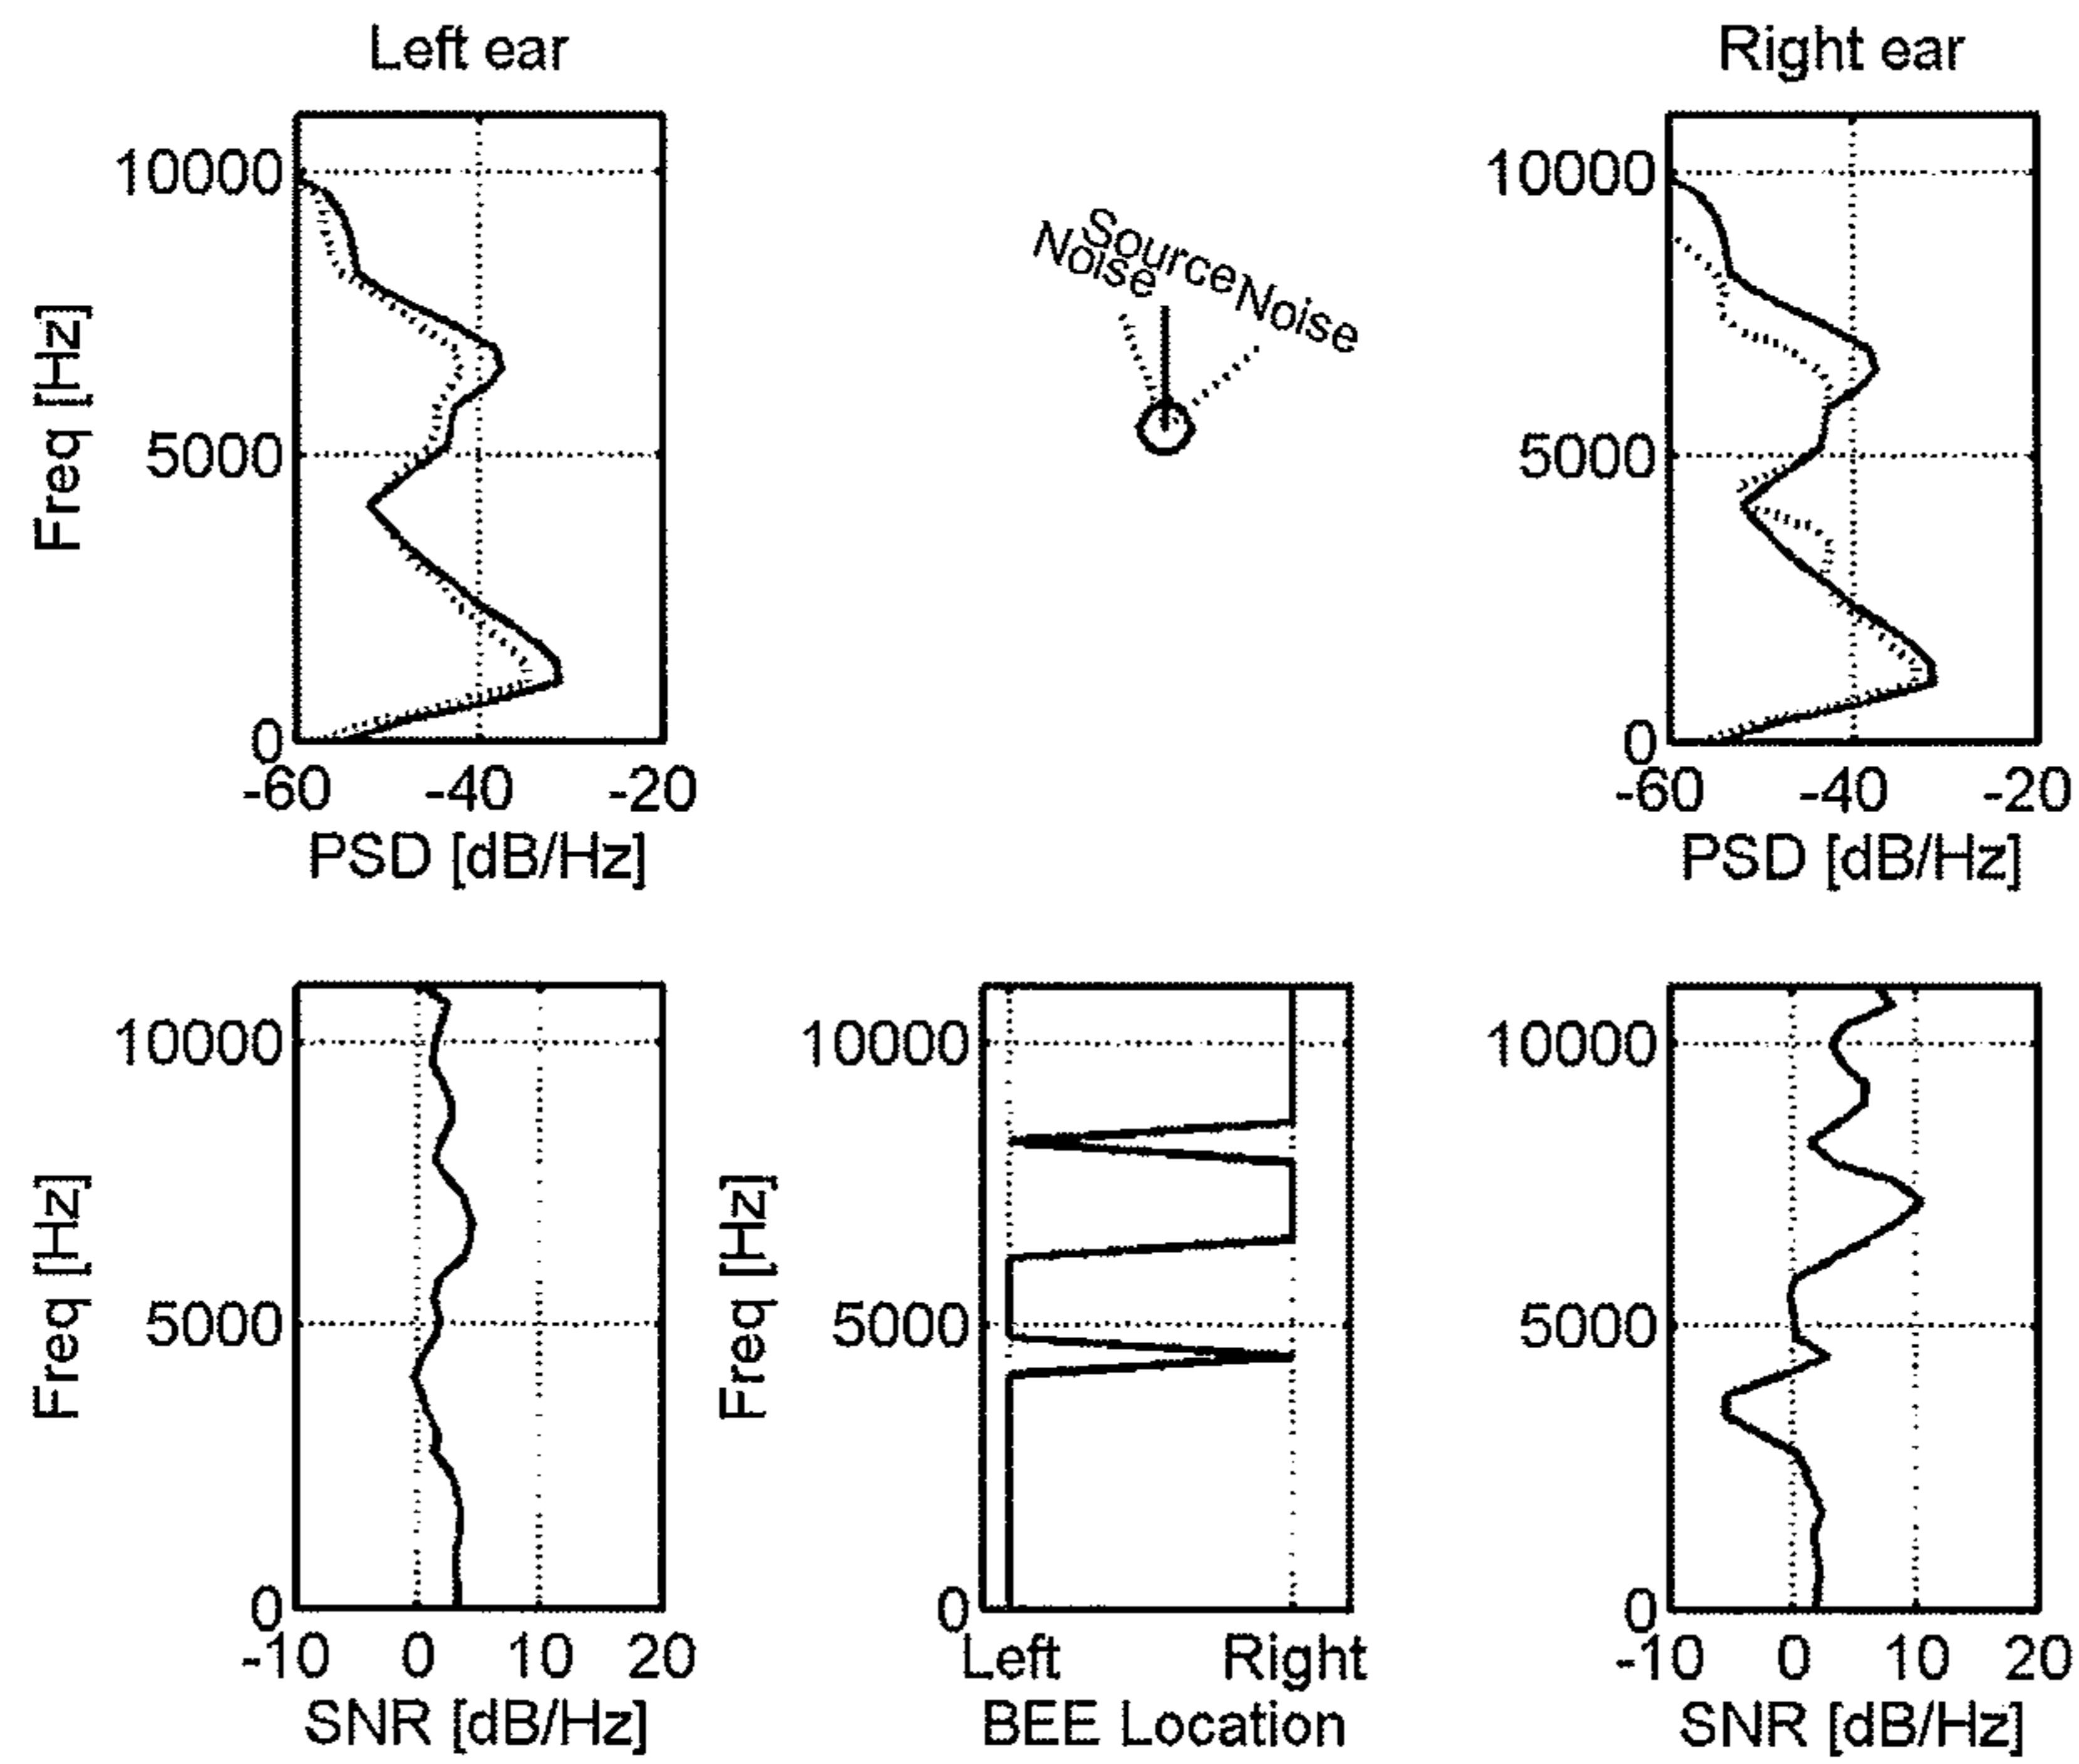 Left ear
Right ear
10000
5000
0
Freq [Hz]
-60 -40 -20
PSD [dB/Hz]
Noise
Source
Noise
10000
5000
0
-60 -40 -20
PSD [dB/Hz]
10000
5000
0
Freq [Hz]
-10 0 10 20
SNR [dB/Hz]
10000
5000
0
Freq [Hz]
Left Right
BEE Location
10000
5000
0
-10 0 10 20
SNR [dB/Hz]